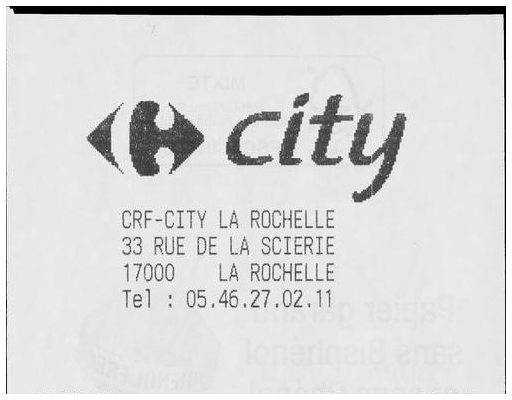 city
CRF-CITY LA ROCHELLE
33 RUE DE LA SCIERIE
17000 LA ROCHELLE
Tel : 05.46.27.02.11
MIXTE
Papier garanti
sans Bisphénol